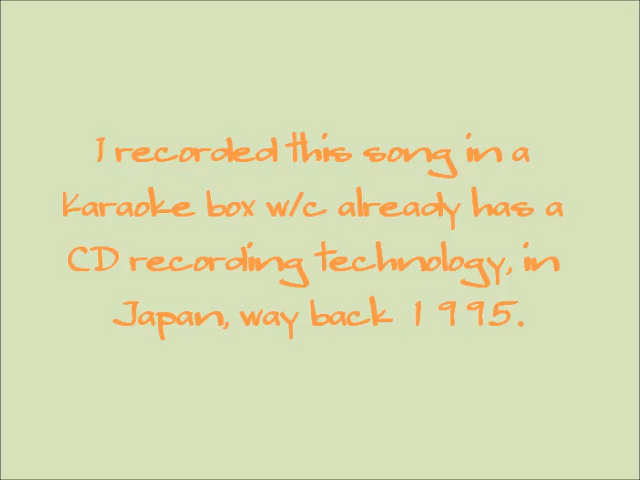 I recorded this song in a
Karaoke box w/c already has a
CD recording technology, in
Japan, way back 1995.